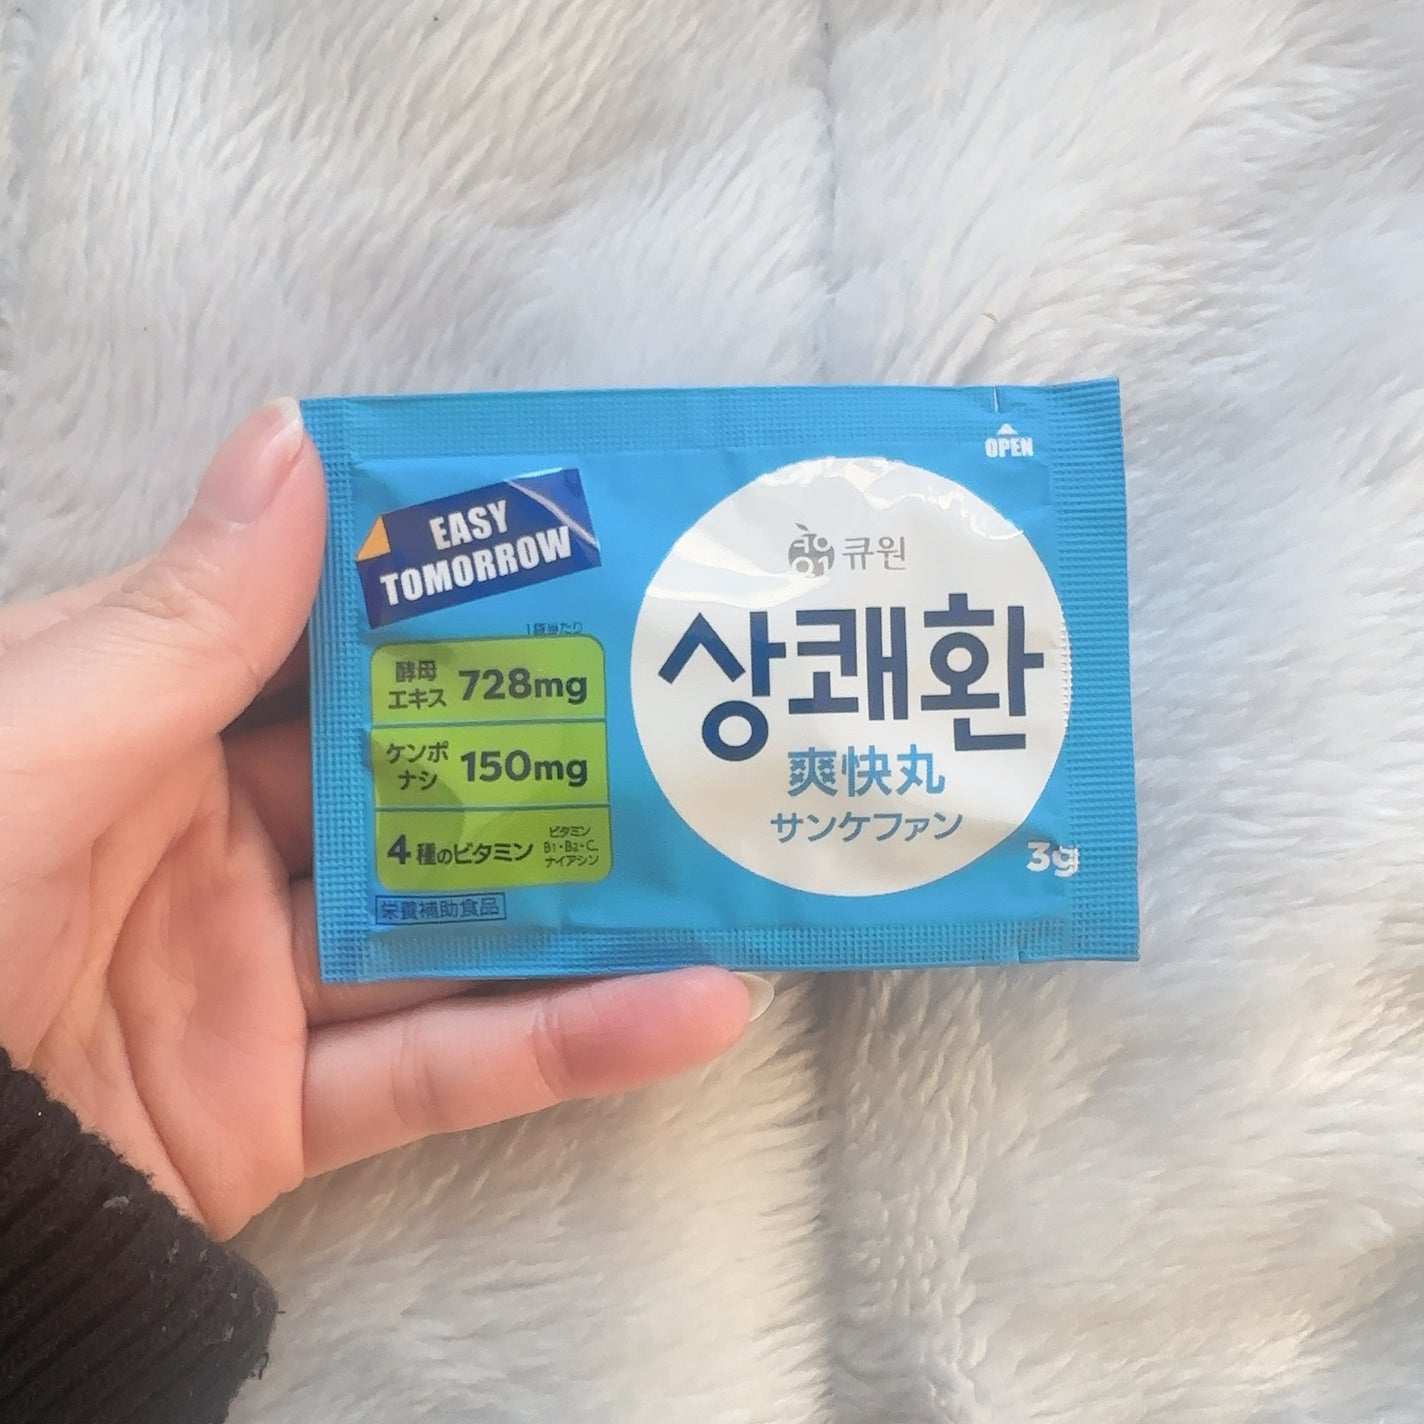 OPEN
EASY
TOMORROW
1袋当たり
酵母
エキス 728mg
ケンポ
ナシ 150mg
4種のビタミン
ビタミン
B1・B2・C,
ナイアシン
栄養補助食品
Q1 큐원
상쾌환
爽快丸
サンケファン
3g